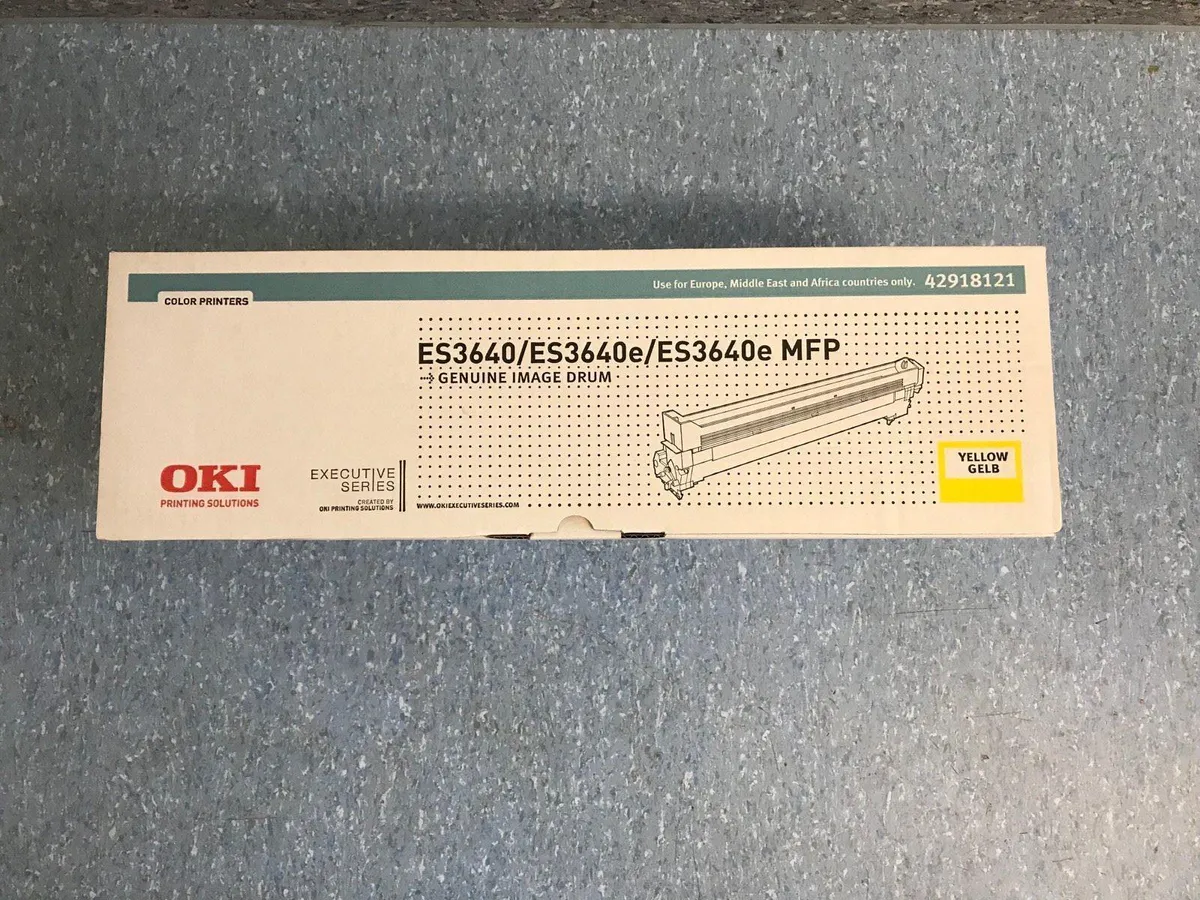 Use for Europe, Middle East and Africa countries only. 42918121
COLOR PRINTERS
ES3640/ES3640e/ES3640e MFP
GENUINE IMAGE DRUM
YELLOW
GELB
OKI
PRINTING SOLUTIONS
EXECUTIVE
SERIES
CREATED BY
OKI PRINTING SOLUTIONS
WWW.OKIEXECUTIVESERIES.COM